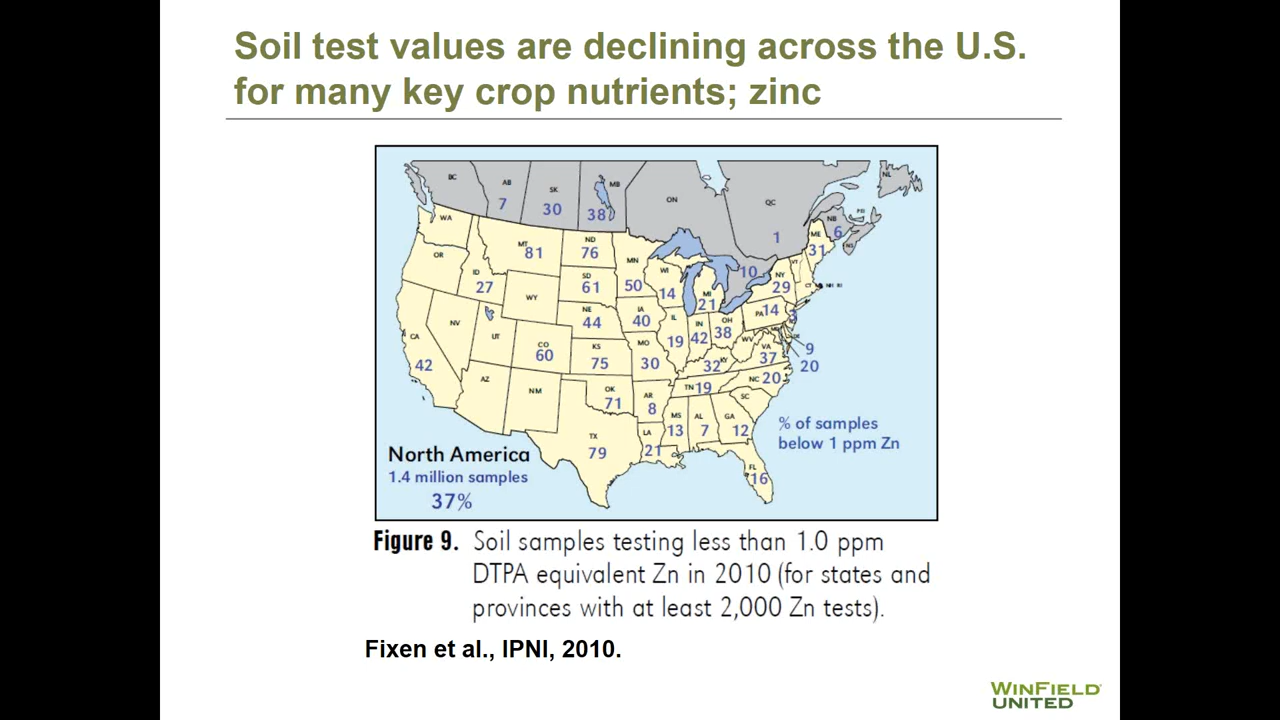 Soil test values are declining across the U.S.
for many key crop nutrients; zinc
BC
AB
7
SK
30
MB
38
ON
QC
1
NL
NB
6
PEI
NS
WA
OR
ID
27
MT
81
ND
76
SD
61
MN
50
WI
14
MI
21
10
NY
29
VT
ME
31
CT
NH RI
WY
NE
44
IA
40
IL
19
IN
42
OH
38
PA
14
3
NV
UT
CA
42
CO
60
KS
75
MO
30
KY
32
WV
VA
37
9
20
AZ
NM
OK
71
AR
8
TN
19
NC
20
SC
TX
79
LA
21
MS
13
AL
7
GA
12
FL
16
% of samples
below 1 ppm Zn
North America
1.4 million samples
37%
Figure 9. Soil samples testing less than 1.0 ppm
DTPA equivalent Zn in 2010 (for states and
provinces with at least 2,000 Zn tests).
Fixen et al., IPNI, 2010.
WINFIELD
UNITED